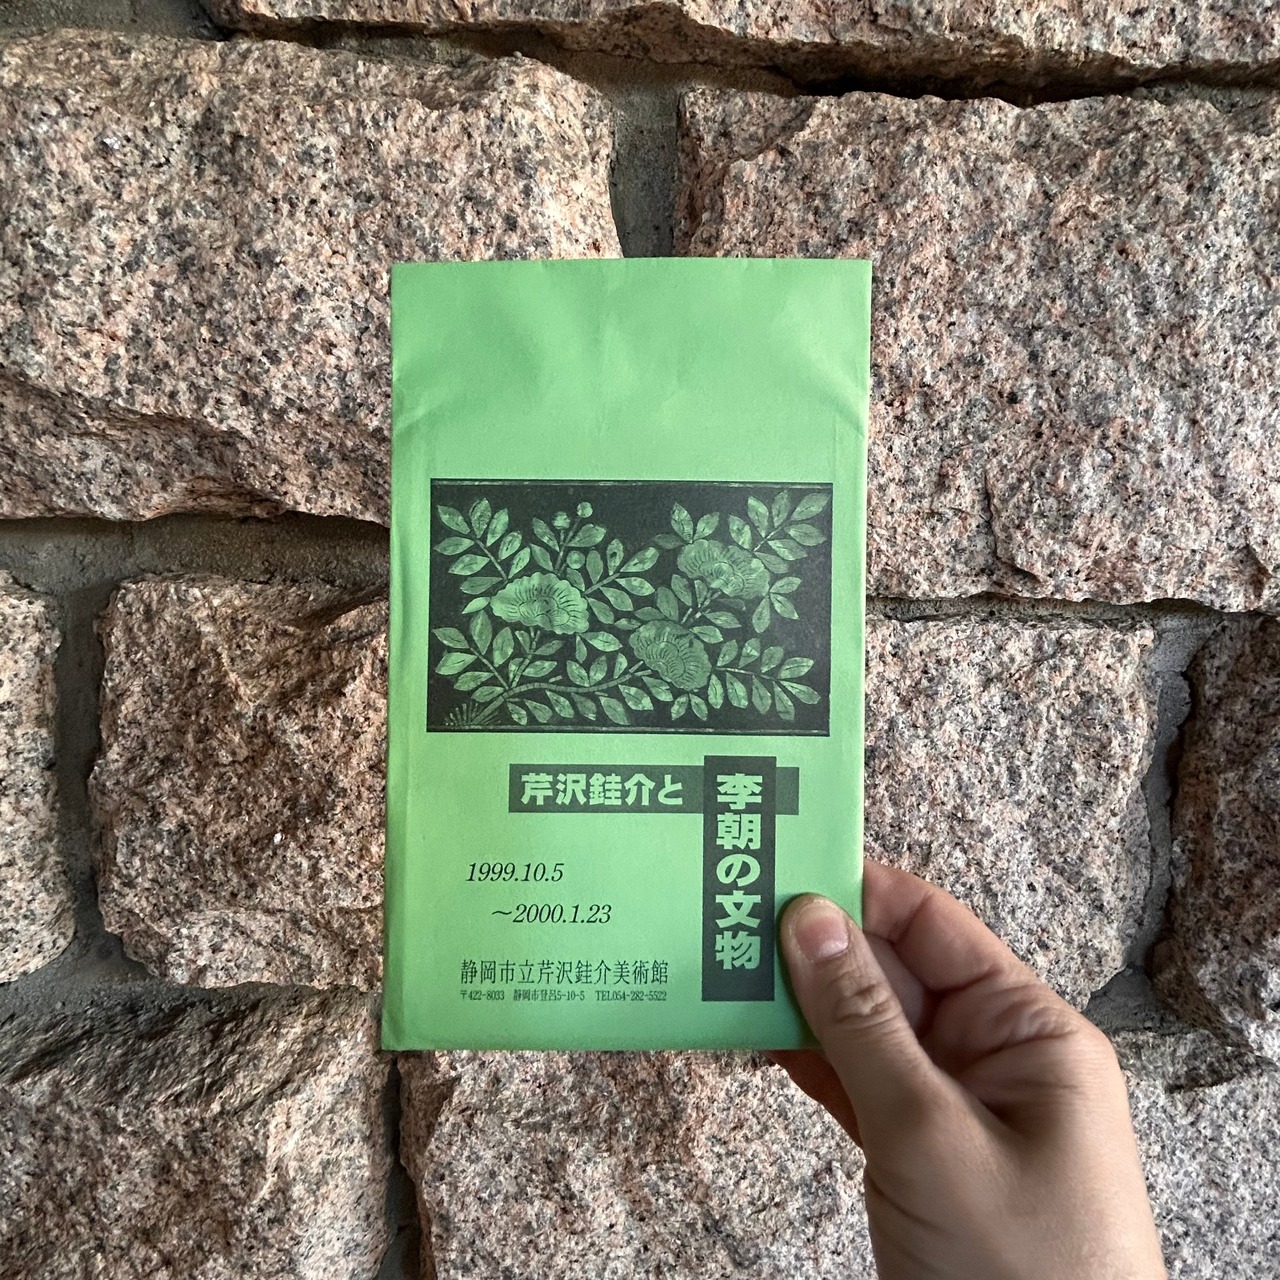 芹沢銈介と
李朝の文物
1999.10.5
～2000.1.23
静岡市立芹沢銈介美術館
〒422-8033 静岡市登呂5-10-5 TEL054-282-5522